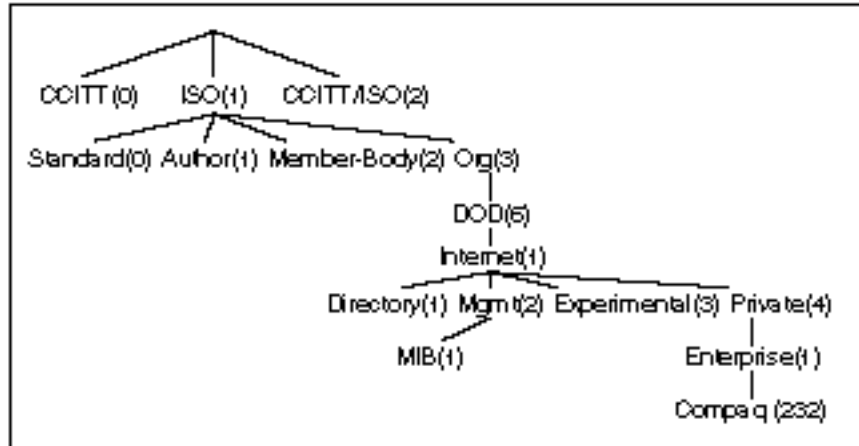 CCITT(0) ISO(1) CCITT/ISO(2)
Standard(0) Author(1) Member-Body(2) Org(3)
DOD(6)
Internet(1)
Directory(1) Mgmt(2) Experimental(3) Private(4)
MIB(1) Enterprise(1)
Compaq (232)